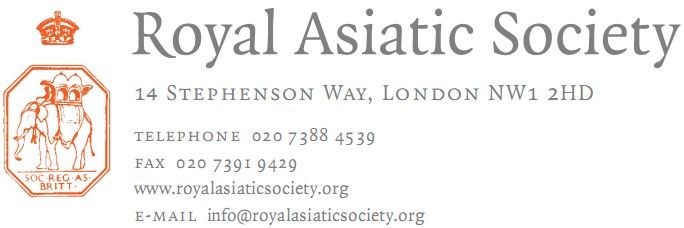 Royal Asiatic Society
14 Stephenson Way, London NW1 2HD
TELEPHONE 020 7388 4539
FAX 020 7391 9429
www.royalasiaticsociety.org
E-MAIL info@royalasiaticsociety.org
SOC·REG·AS·
BRITT·